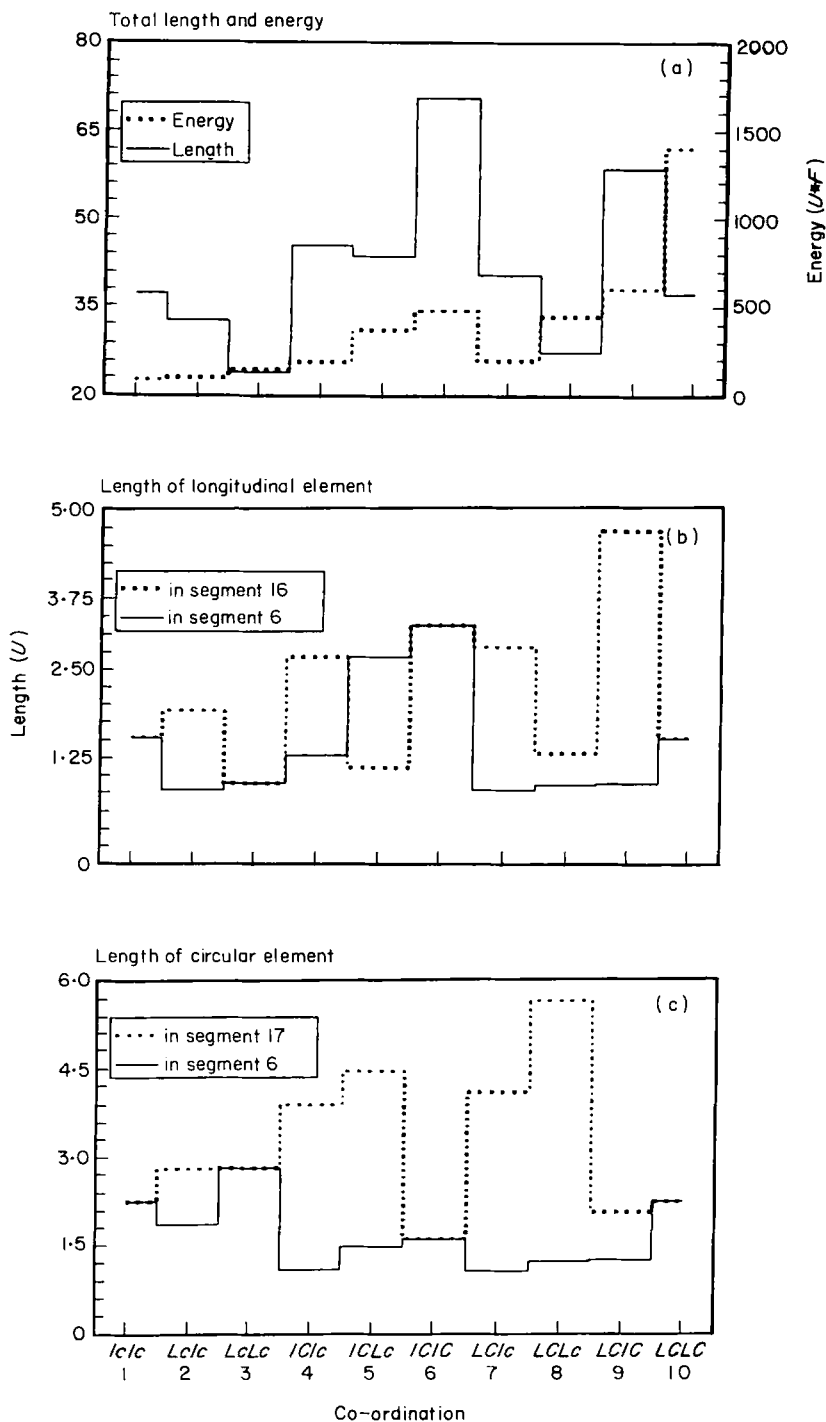 Total length and energy
80
65
50
35
20
2000
1500
1000
500
0
Energy (U*F)
(a)
Energy
Length
Length of longitudinal element
5·00
3·75
2·50
1·25
0
Length (U)
(b)
in segment 16
in segment 6
Length of circular element
6·0
4·5
3·0
1·5
0
(c)
in segment 17
in segment 6
lclc LcIc LcLc lClc lCLc lClC LClc LCLc LClC LCLC
1 2 3 4 5 6 7 8 9 10
Co-ordination